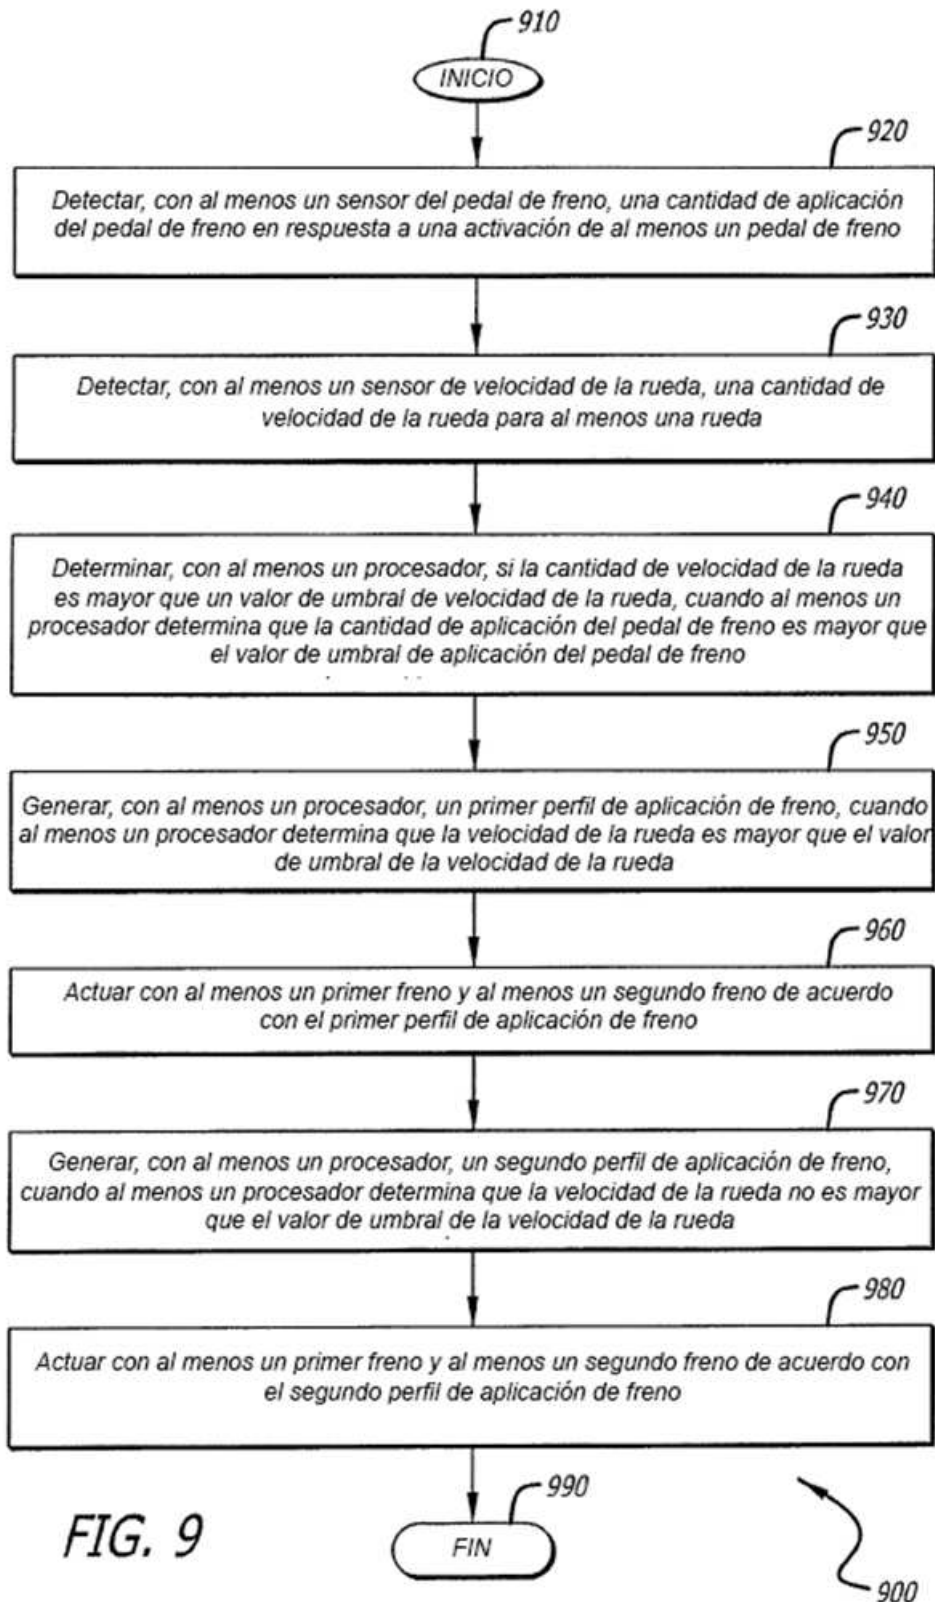 910
INICIO
920
Detectar, con al menos un sensor del pedal de freno, una cantidad de aplicación
del pedal de freno en respuesta a una activación de al menos un pedal de freno
930
Detectar, con al menos un sensor de velocidad de la rueda, una cantidad de
velocidad de la rueda para al menos una rueda
940
Determinar, con al menos un procesador, si la cantidad de velocidad de la rueda
es mayor que un valor de umbral de velocidad de la rueda, cuando al menos un
procesador determina que la cantidad de aplicación del pedal de freno es mayor que
el valor de umbral de aplicación del pedal de freno
950
Generar, con al menos un procesador, un primer perfil de aplicación de freno, cuando
al menos un procesador determina que la velocidad de la rueda es mayor que el valor
de umbral de la velocidad de la rueda
960
Actuar con al menos un primer freno y al menos un segundo freno de acuerdo
con el primer perfil de aplicación de freno
970
Generar, con al menos un procesador, un segundo perfil de aplicación de freno,
cuando al menos un procesador determina que la velocidad de la rueda no es mayor
que el valor de umbral de la velocidad de la rueda
980
Actuar con al menos un primer freno y al menos un segundo freno de acuerdo con
el segundo perfil de aplicación de freno
990
FIN
FIG. 9
900